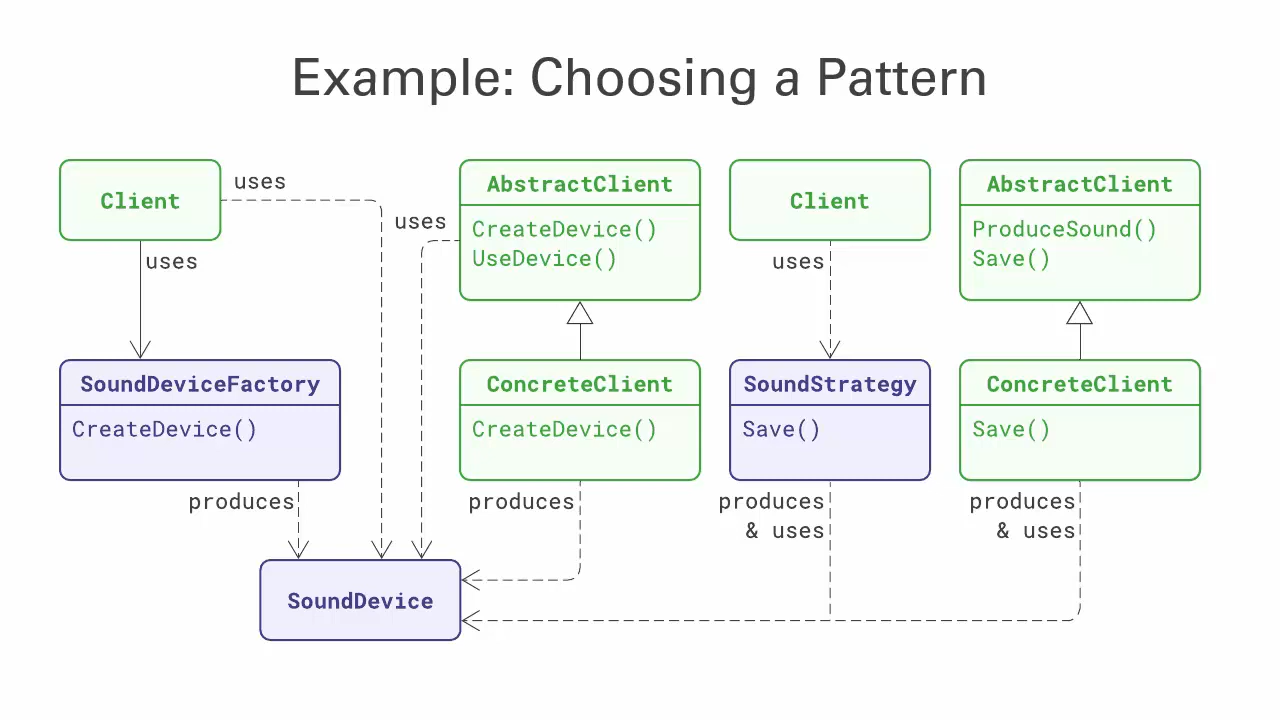 Example: Choosing a Pattern
Client
uses
uses
SoundDeviceFactory
CreateDevice()
produces
uses
AbstractClient
CreateDevice()
UseDevice()
ConcreteClient
CreateDevice()
produces
Client
uses
SoundStrategy
Save()
produces
& uses
AbstractClient
ProduceSound()
Save()
ConcreteClient
Save()
produces
& uses
SoundDevice